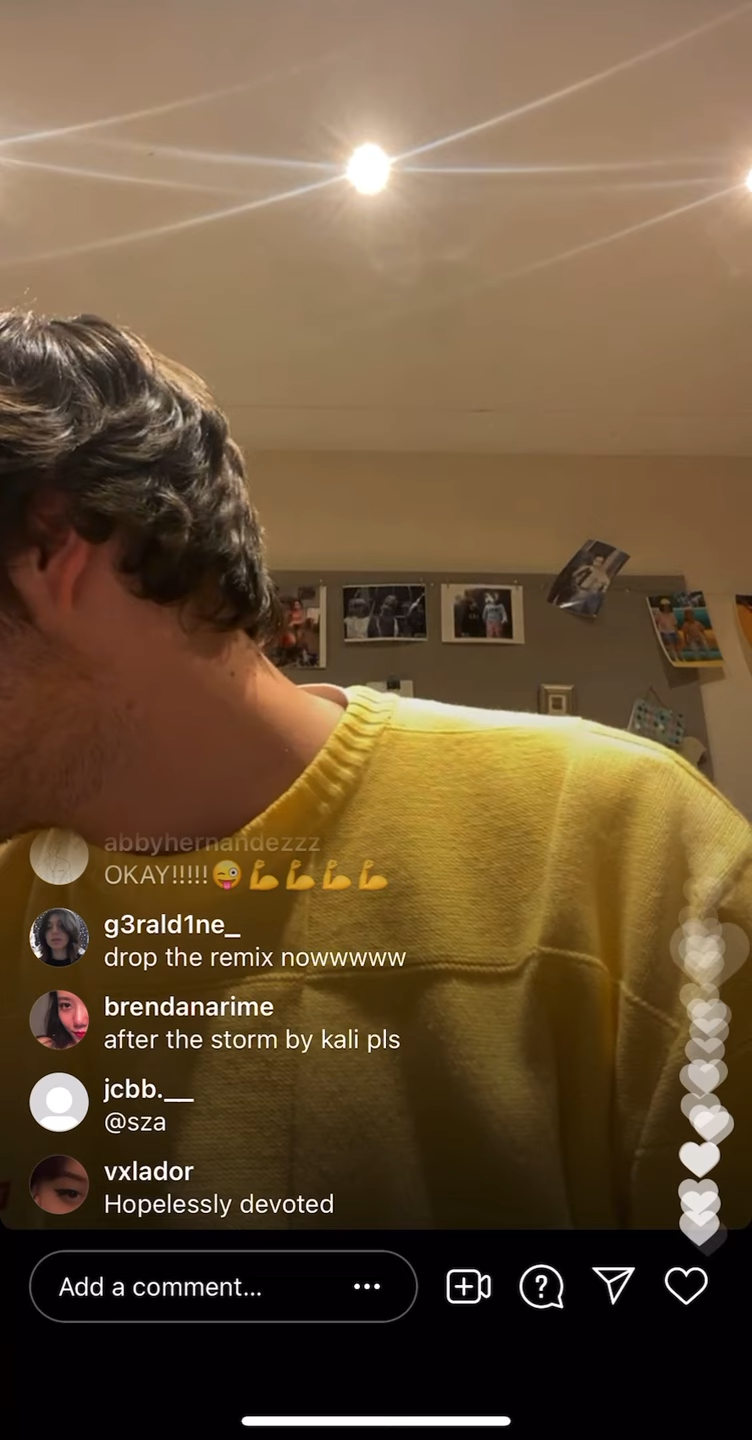 abbyhernandezzz
OKAY!!!!!😜💪💪💪💪
g3rald1ne_
drop the remix nowwwww
brendanarime
after the storm by kali pls
jcbb.__
@sza
vxlador
Hopelessly devoted
Add a comment...